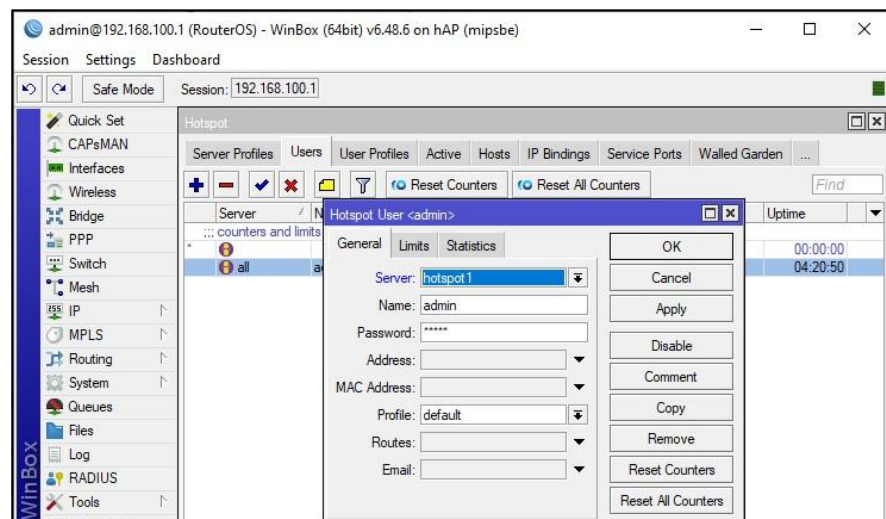 admin@192.168.100.1 (RouterOS) - WinBox (64bit) v6.48.6 on hAP (mipsbe)
Session Settings Dashboard
Safe Mode Session: 192.168.100.1
Quick Set
CAPsMAN
Interfaces
Wireless
Bridge
PPP
Switch
Mesh
IP
MPLS
Routing
System
Queues
Files
Log
RADIUS
Tools
WinBox
Hotspot
Server Profiles Users User Profiles Active Hosts IP Bindings Service Ports Walled Garden ...
Reset Counters Reset All Counters Find
Server Uptime
::: counters and limits
00:00:00
all 04:20:50
Hotspot User <admin>
General Limits Statistics
Server: hotspot1
Name: admin
Password: *****
Address:
MAC Address:
Profile: default
Routes:
Email:
OK
Cancel
Apply
Disable
Comment
Copy
Remove
Reset Counters
Reset All Counters